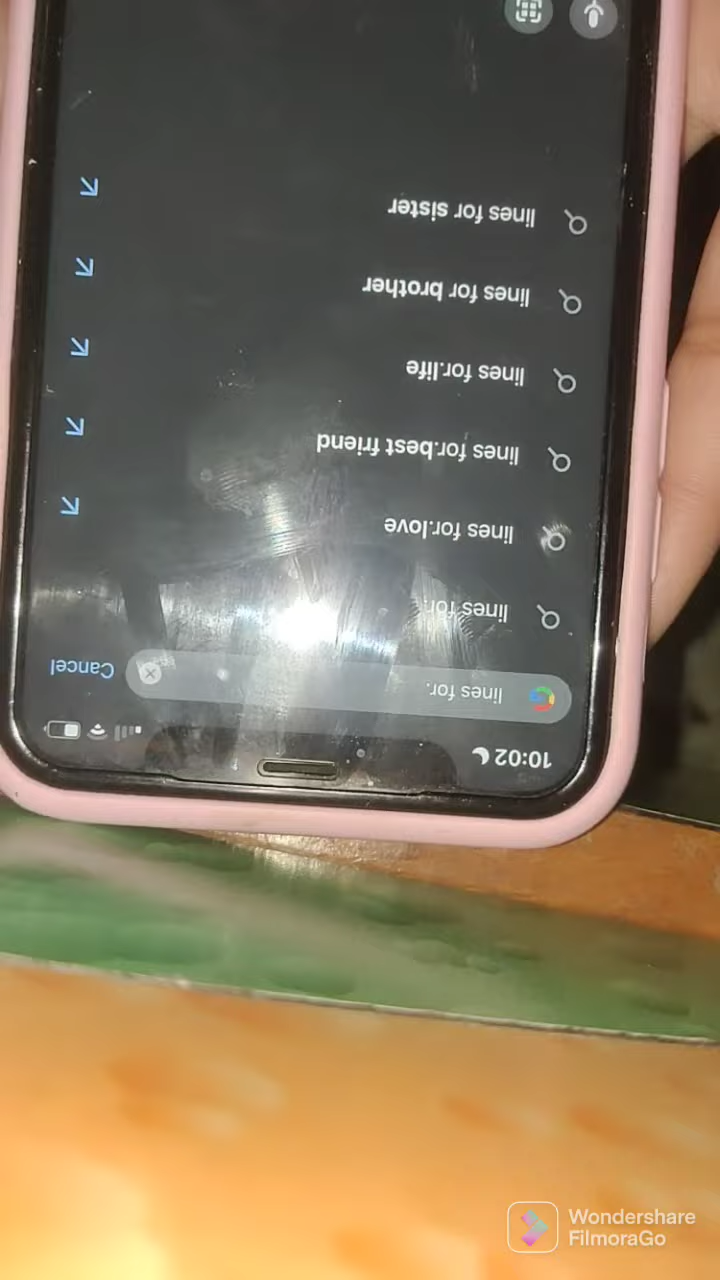 10:02
lines for.
Cancel
lines for.
lines for.love
lines for.best friend
lines for.life
lines for brother
lines for sister
Wondershare
FilmoraGo